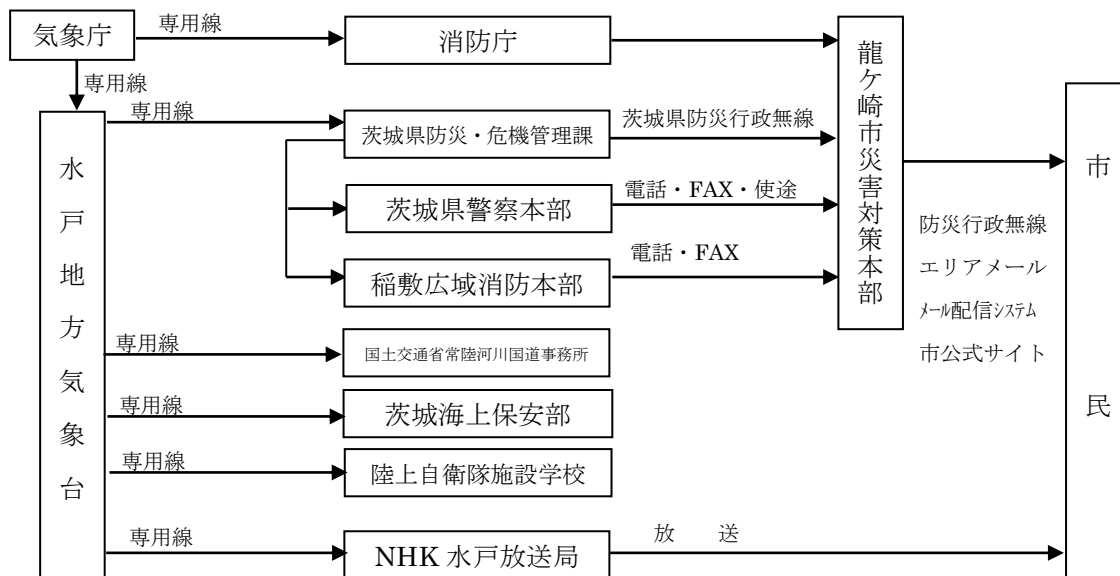 気象庁
専用線
消防庁
専用線
水戸地方気象台
専用線
茨城県防災・危機管理課
茨城県防災行政無線
茨城県警察本部
電話・FAX・使途
稲敷広域消防本部
電話・FAX
龍ケ崎市災害対策本部
防災行政無線
エリアメール
ﾒｰﾙ配信ｼｽﾃﾑ
市公式サイト
市民
専用線
国土交通省常陸河川国道事務所
専用線
茨城海上保安部
専用線
陸上自衛隊施設学校
専用線
NHK 水戸放送局
放　送